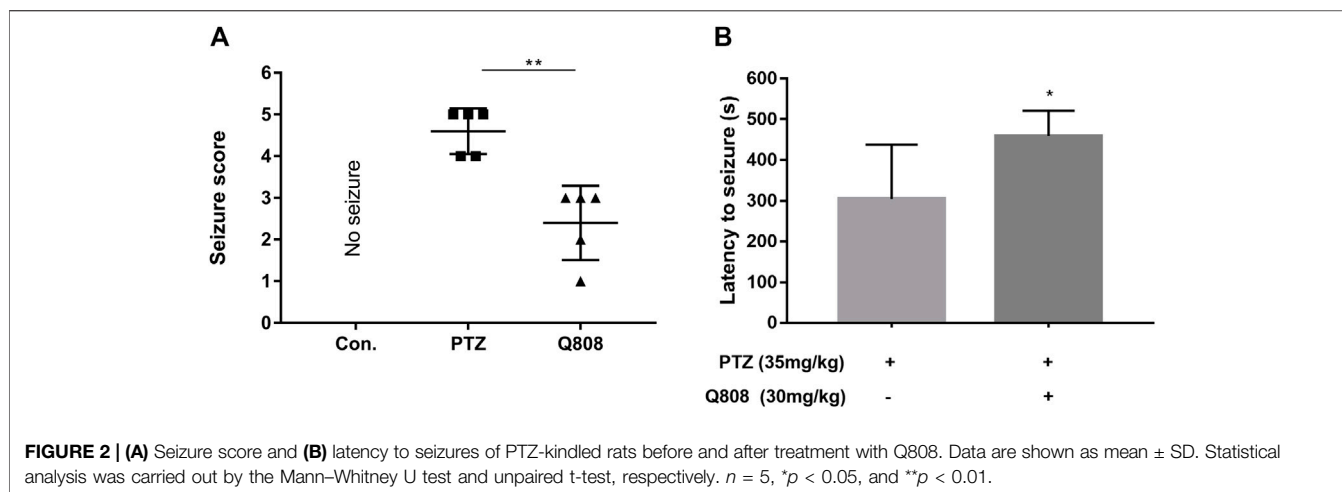 A
**
Seizure score
6
5
4
3
2
1
0
No seizure
Con. PTZ Q808
B
*
Latency to seizure (s)
600
500
400
300
200
100
0
PTZ (35mg/kg) + +
Q808 (30mg/kg) - +
FIGURE 2 | (A) Seizure score and (B) latency to seizures of PTZ-kindled rats before and after treatment with Q808. Data are shown as mean ± SD. Statistical
analysis was carried out by the Mann–Whitney U test and unpaired t-test, respectively. n = 5, *p < 0.05, and **p < 0.01.